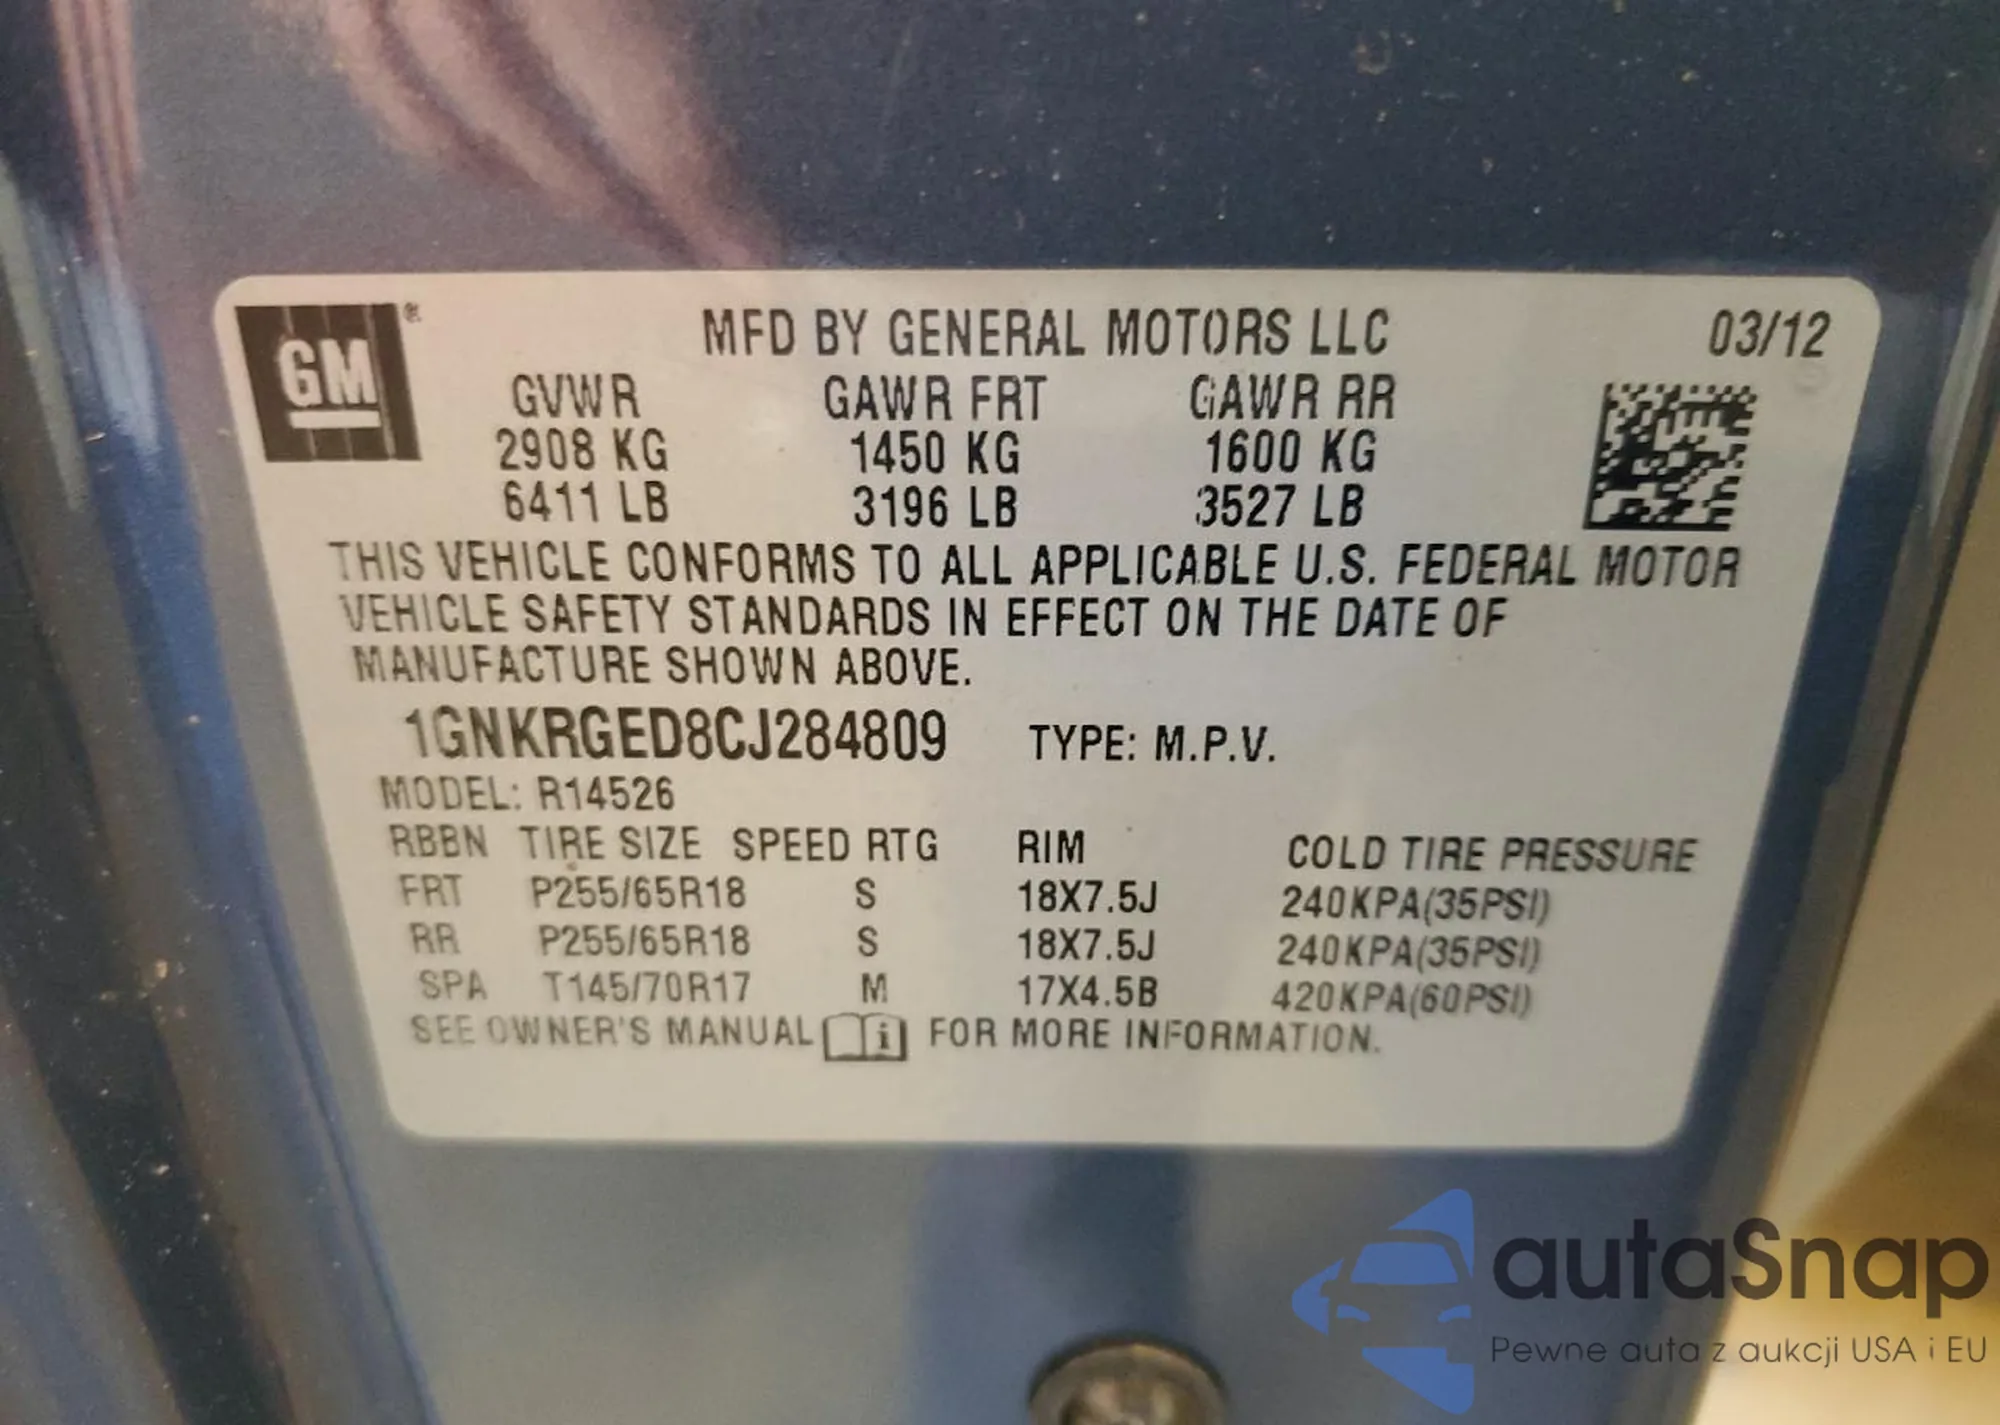 GM®
MFD BY GENERAL MOTORS LLC 03/12
GVWR GAWR FRT GAWR RR
2908 KG 1450 KG 1600 KG
6411 LB 3196 LB 3527 LB
THIS VEHICLE CONFORMS TO ALL APPLICABLE U.S. FEDERAL MOTOR
VEHICLE SAFETY STANDARDS IN EFFECT ON THE DATE OF
MANUFACTURE SHOWN ABOVE.
1GNKRGED8CJ284809 TYPE: M.P.V.
MODEL: R14526
RBBN TIRE SIZE SPEED RTG RIM COLD TIRE PRESSURE
FRT P255/65R18 S 18X7.5J 240KPA(35PSI)
RR P255/65R18 S 18X7.5J 240KPA(35PSI)
SPA T145/70R17 M 17X4.5B 420KPA(60PSI)
SEE OWNER'S MANUAL i FOR MORE INFORMATION.
autaSnap
Pewne auta z aukcji USA i EU